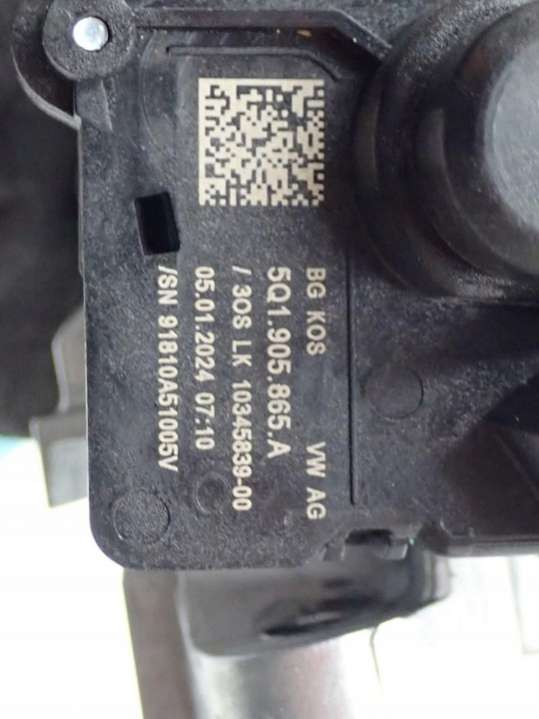 BG KOS VW AG
5Q1.905.865.A
/ 3OS LK 10345839-00
05.01.2024 07:10
/SN 91810A51005V